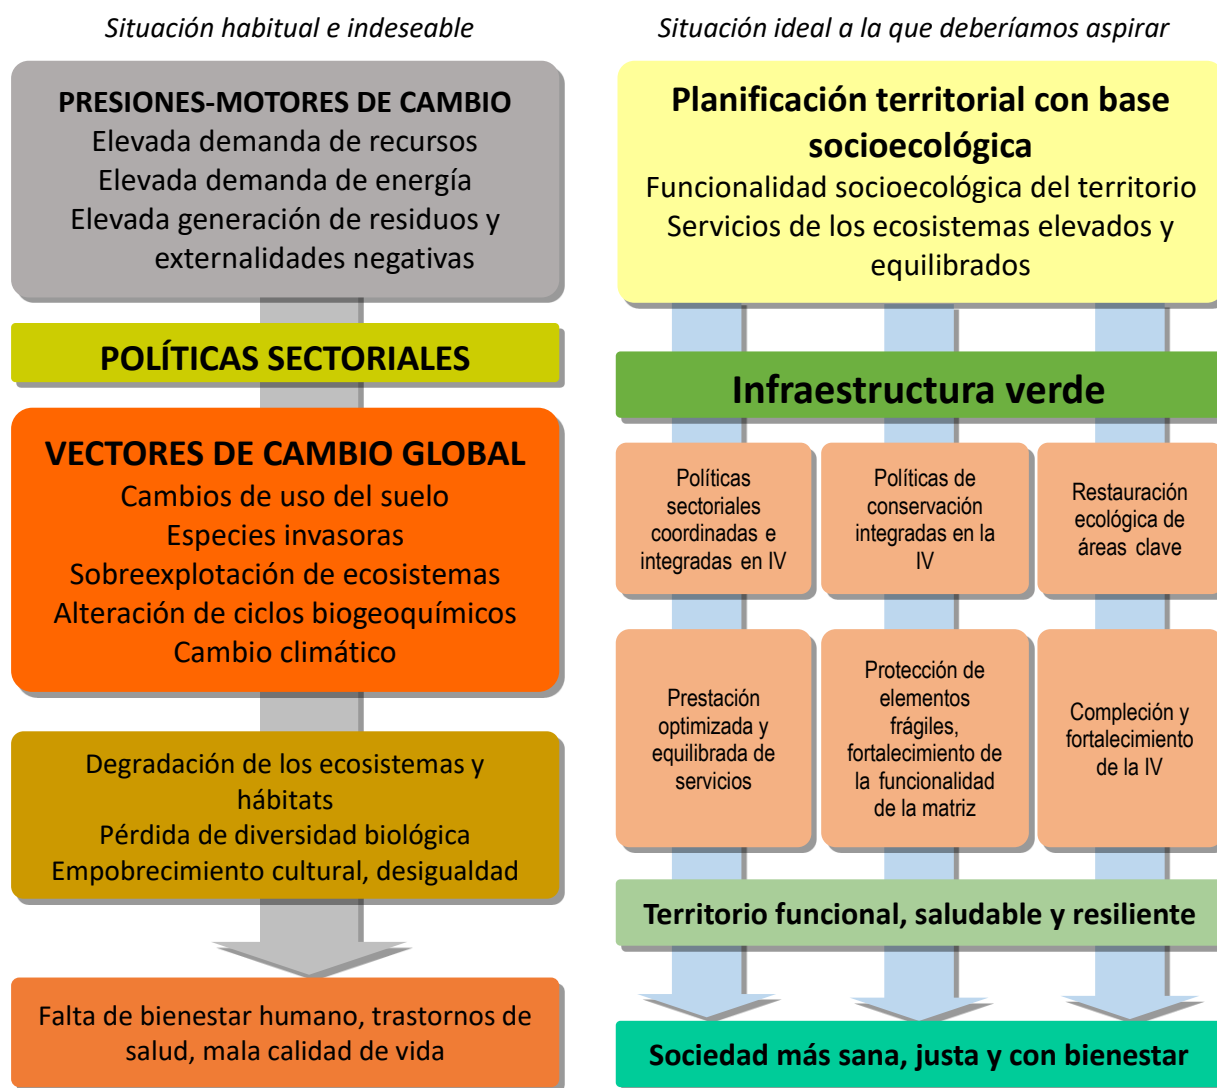 Situación habitual e indeseable
PRESIONES-MOTORES DE CAMBIO
Elevada demanda de recursos
Elevada demanda de energía
Elevada generación de residuos y
externalidades negativas
POLÍTICAS SECTORIALES
VECTORES DE CAMBIO GLOBAL
Cambios de uso del suelo
Especies invasoras
Sobreexplotación de ecosistemas
Alteración de ciclos biogeoquímicos
Cambio climático
Degradación de los ecosistemas y
hábitats
Pérdida de diversidad biológica
Empobrecimiento cultural, desigualdad
Falta de bienestar humano, trastornos de
salud, mala calidad de vida
Situación ideal a la que deberíamos aspirar
Planificación territorial con base
socioecológica
Funcionalidad socioecológica del territorio
Servicios de los ecosistemas elevados y
equilibrados
Infraestructura verde
Políticas
sectoriales
coordinadas e
integradas en IV
Políticas de
conservación
integradas en la
IV
Restauración
ecológica de
áreas clave
Prestación
optimizada y
equilibrada de
servicios
Protección de
elementos
frágiles,
fortalecimiento de
la funcionalidad
de la matriz
Compleción y
fortalecimiento
de la IV
Territorio funcional, saludable y resiliente
Sociedad más sana, justa y con bienestar